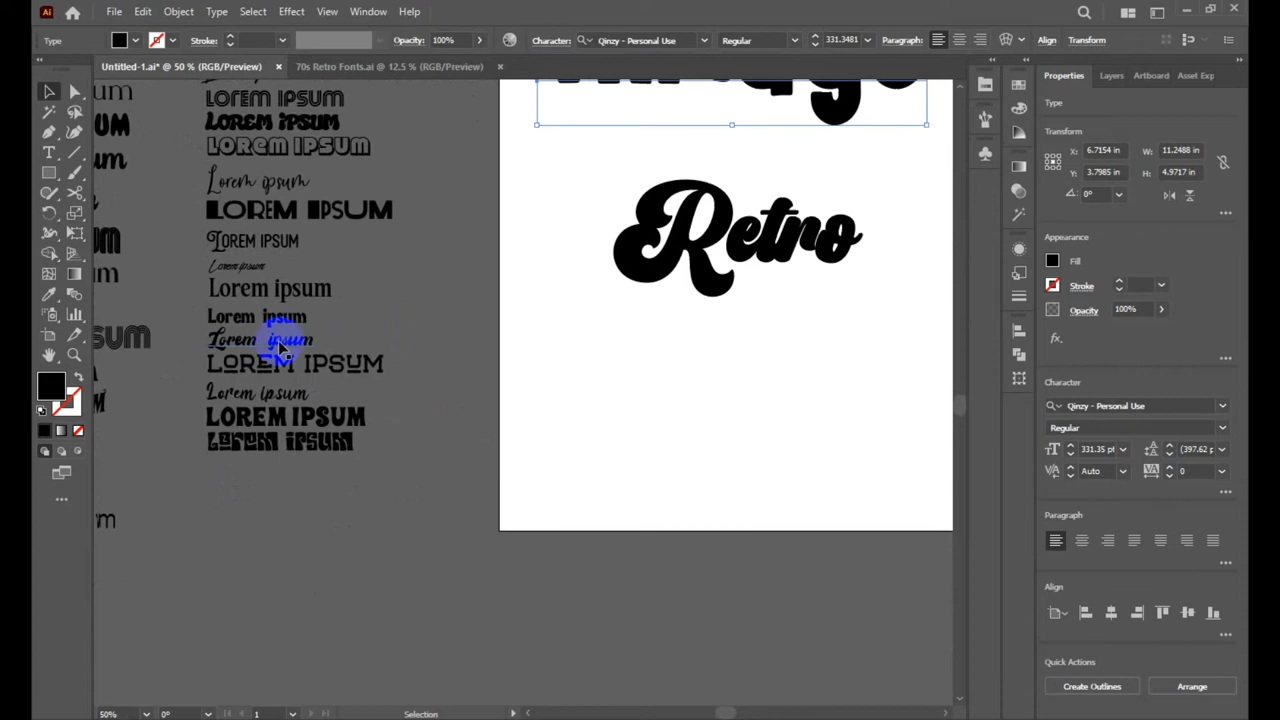 Ai File Edit Object Type Select Effect View Window Help
Type Stroke: Opacity: 100% Character: Qinzy - Personal Use Regular 331.3481 Paragraph: Align Transform
Untitled-1.ai* @ 50 % (RGB/Preview) × 70s Retro Fonts.ai @ 12.5 % (RGB/Preview) ×
Properties Layers Artboard Asset Exp
Type
Transform
X: 6.7154 in W: 11.2488 in
Y: 3.7985 in H: 4.9717 in
0°
Appearance
Fill
Stroke
Opacity 100%
fx.
Character
Qinzy - Personal Use
Regular
331.35 pt (397.62 p
Auto 0
Paragraph
Align
Quick Actions
Create Outlines Arrange
LOREM IPSUM
Lorem ipsum
Lorem ipsum
Lorem ipsum
LOREM IPSUM
LOREM IPSUM
Lorem ipsum
Lorem ipsum
Lorem ipsum
Lorem ipsum
LOREM IPSUM
Lorem ipsum
LOREM IPSUM
Lorem ipsum
Retro
50% 0° 1 Selection